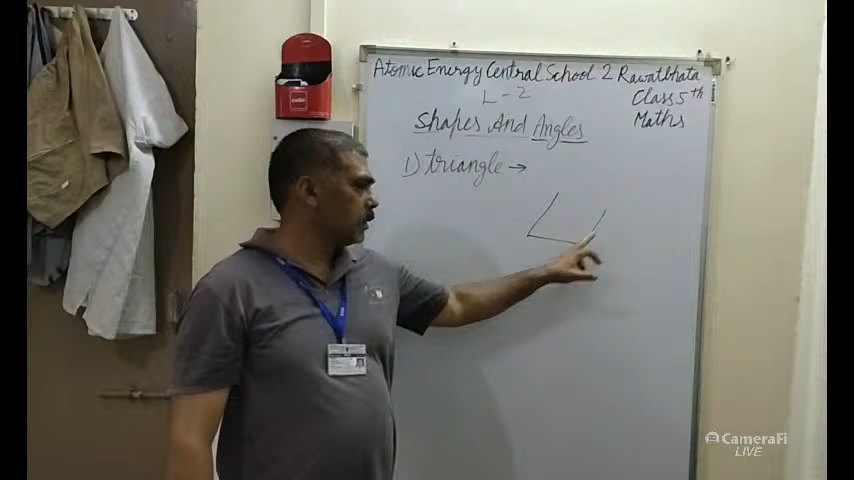 Atomic Energy Central School 2 Rawatbhata
L-2
Class 5th
Maths
Shapes And Angles
1) triangle →
CameraFi
LIVE